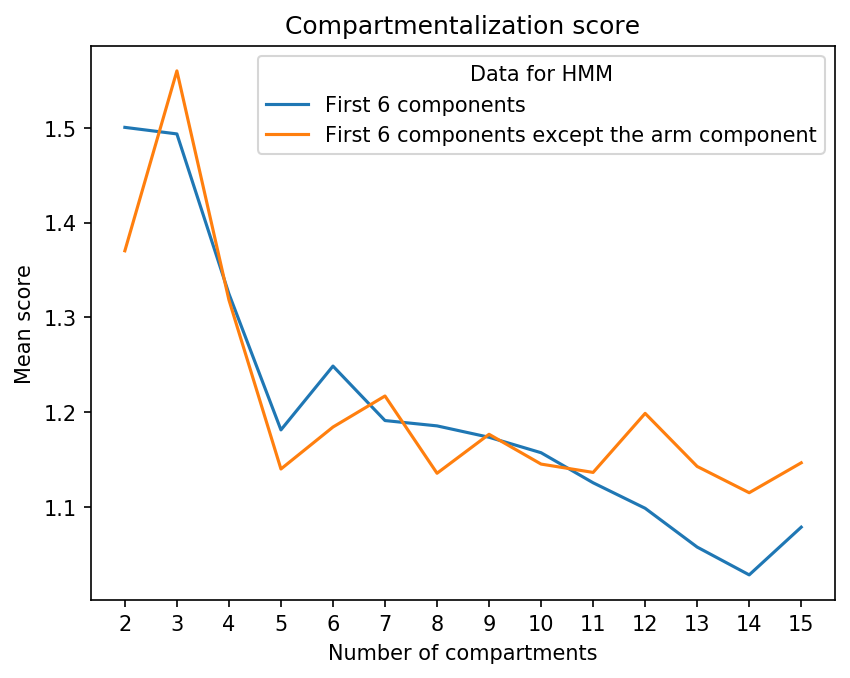 Compartmentalization score
Data for HMM
First 6 components
First 6 components except the arm component
Mean score
1.5
1.4
1.3
1.2
1.1
2 3 4 5 6 7 8 9 10 11 12 13 14 15
Number of compartments